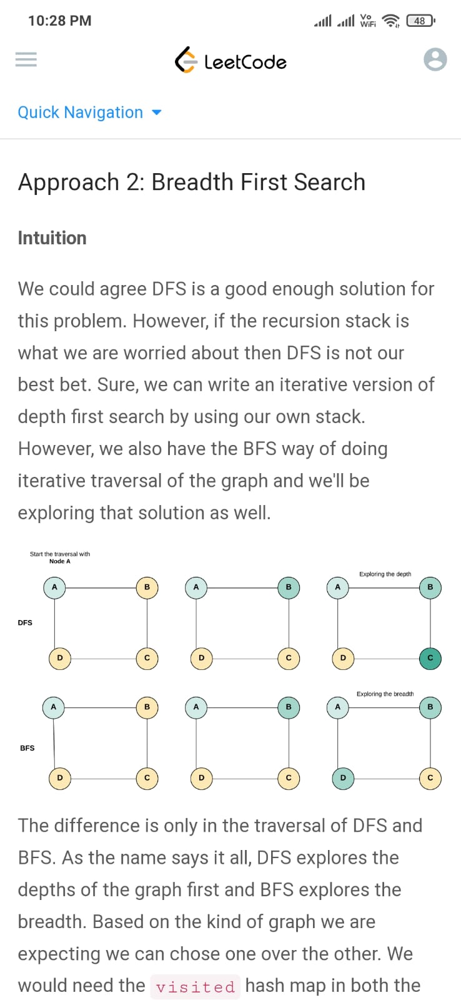 10:28 PM
Vo
WiFi
48
LeetCode
Quick Navigation
Approach 2: Breadth First Search
Intuition
We could agree DFS is a good enough solution for
this problem. However, if the recursion stack is
what we are worried about then DFS is not our
best bet. Sure, we can write an iterative version of
depth first search by using our own stack.
However, we also have the BFS way of doing
iterative traversal of the graph and we'll be
exploring that solution as well.
Start the traversal with
Node A
Exploring the depth
A B A B A B
DFS
D C D C D C
Exploring the breadth
A B A B A B
BFS
D C D C D C
The difference is only in the traversal of DFS and
BFS. As the name says it all, DFS explores the
depths of the graph first and BFS explores the
breadth. Based on the kind of graph we are
expecting we can chose one over the other. We
would need the visited hash map in both the